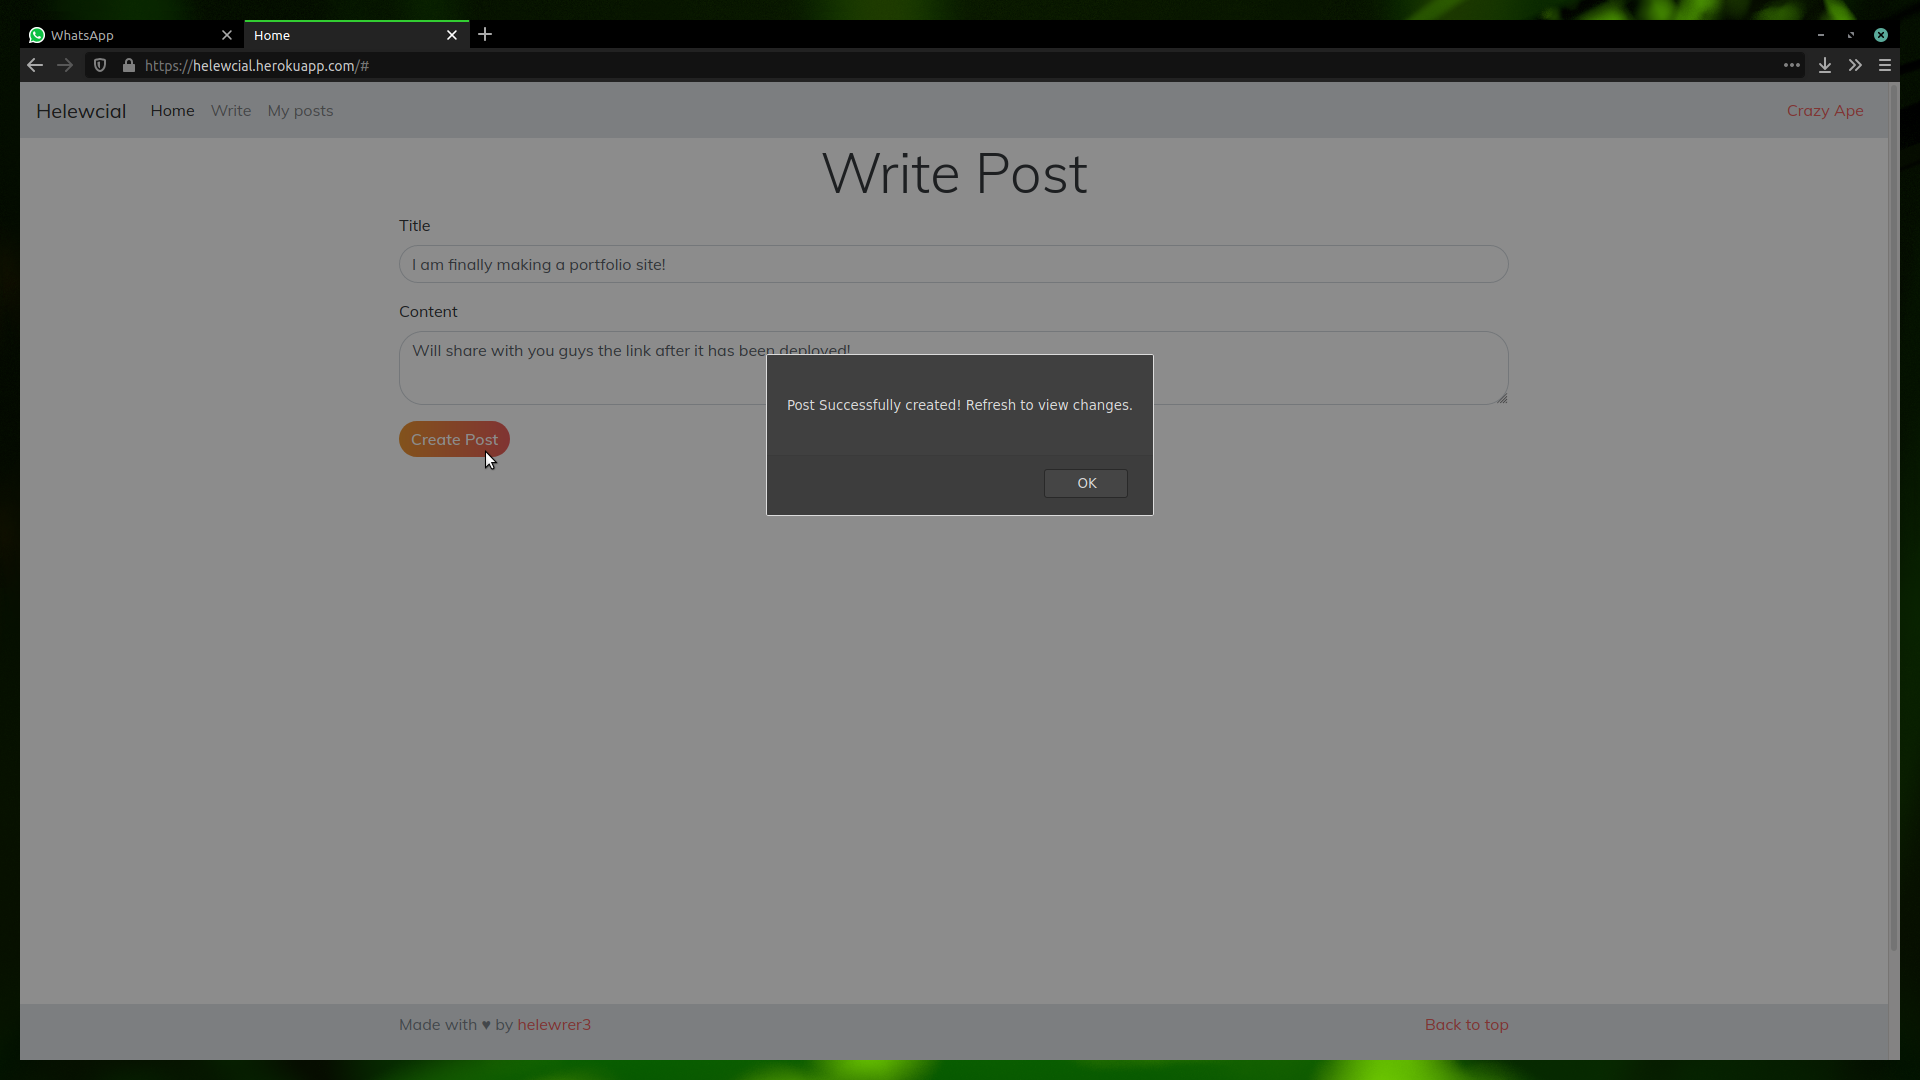 WhatsApp
Home
https://helewcial.herokuapp.com/#
Helewcial Home Write My posts Crazy Ape
Write Post
Title
I am finally making a portfolio site!
Content
Will share with you guys the link after it has been deployed!
Post Successfully created! Refresh to view changes.
Create Post
OK
Made with ♥ by helewrer3 Back to top